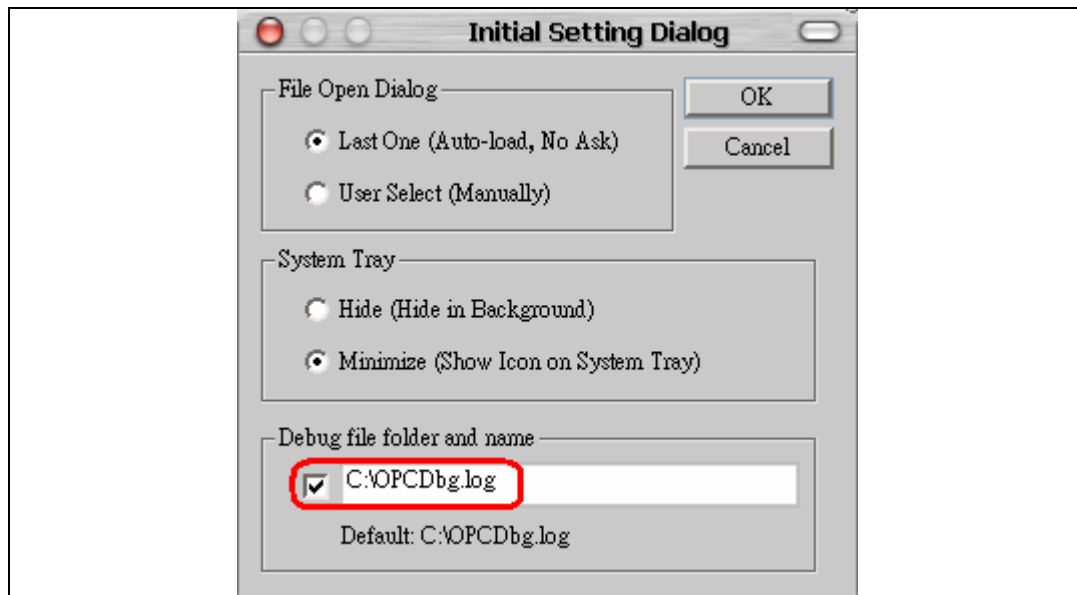 Initial Setting Dialog
File Open Dialog
OK
Last One (Auto-load, No Ask)
Cancel
User Select (Manually)
System Tray
Hide (Hide in Background)
Minimize (Show Icon on System Tray)
Debug file folder and name
C:\OPCDbg.log
Default: C:\OPCDbg.log